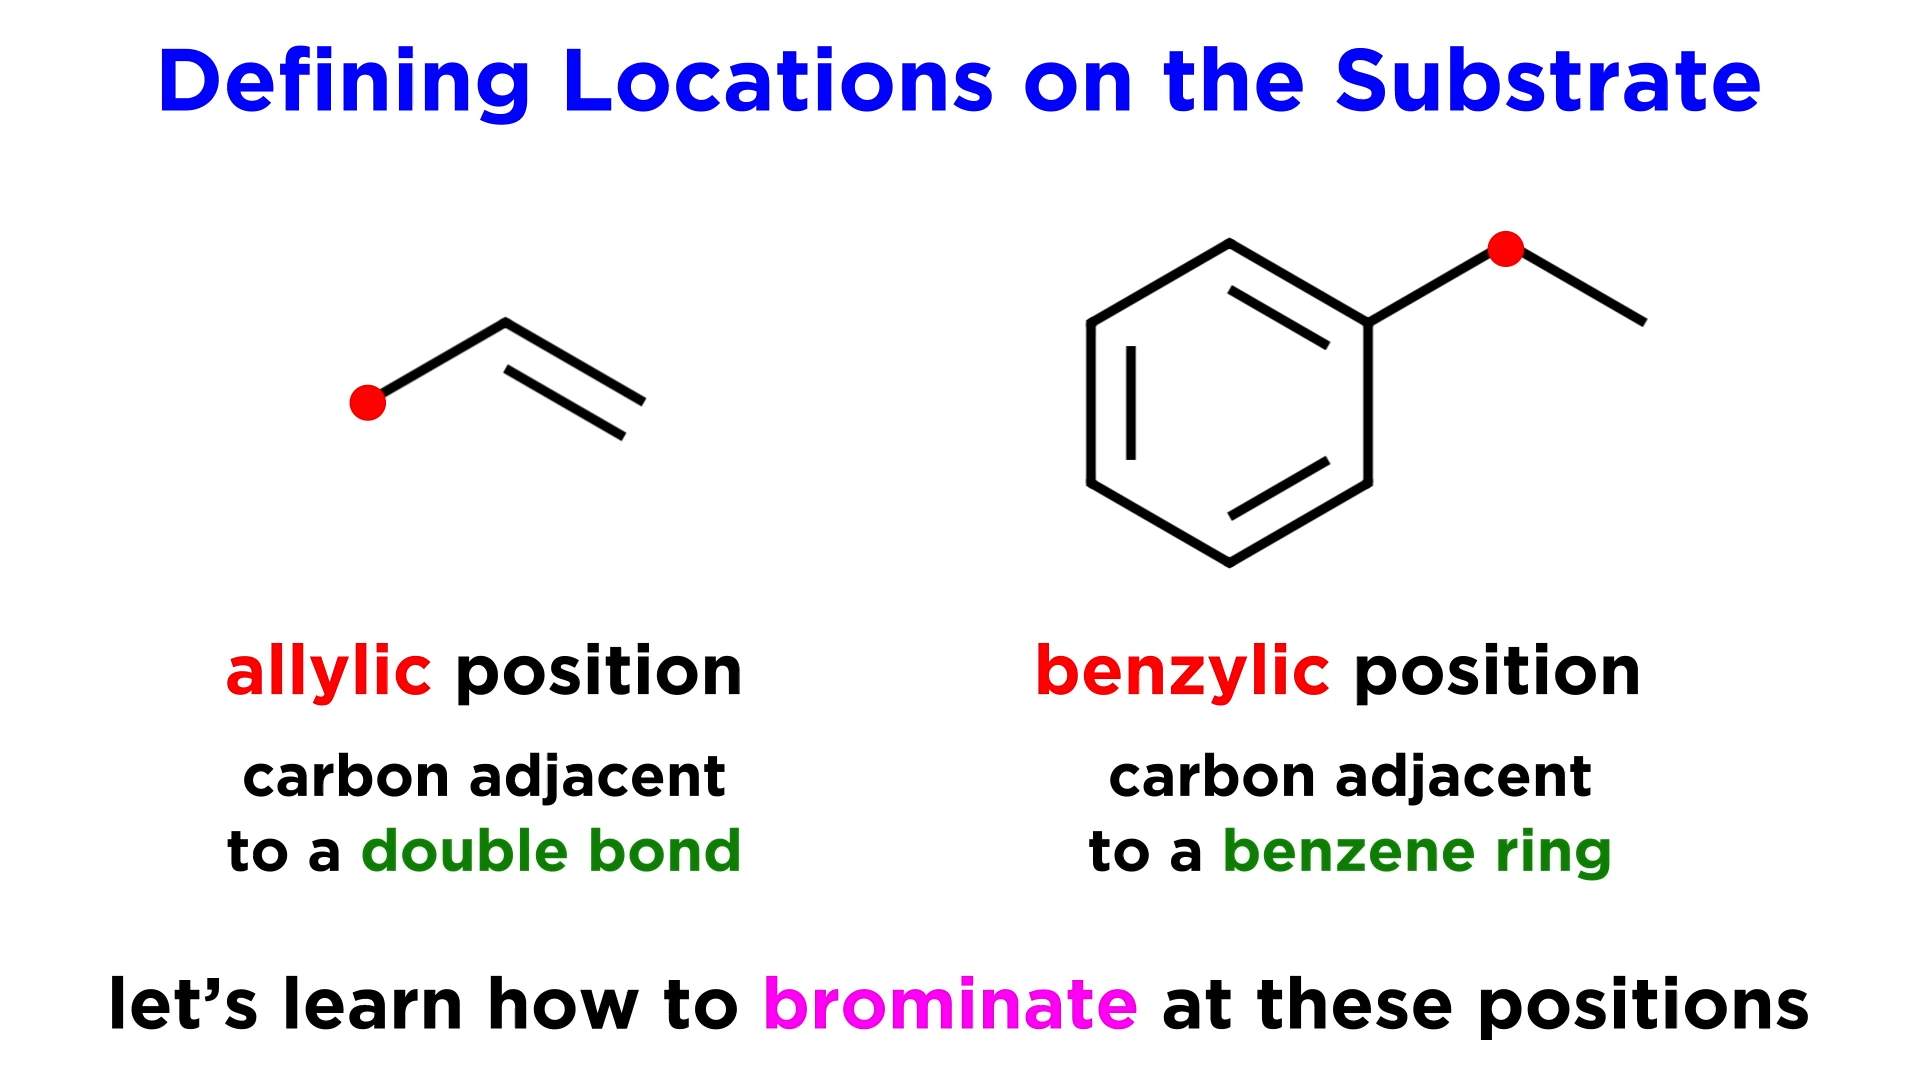 Defining Locations on the Substrate
allylic position
carbon adjacent
to a double bond
benzylic position
carbon adjacent
to a benzene ring
let’s learn how to brominate at these positions